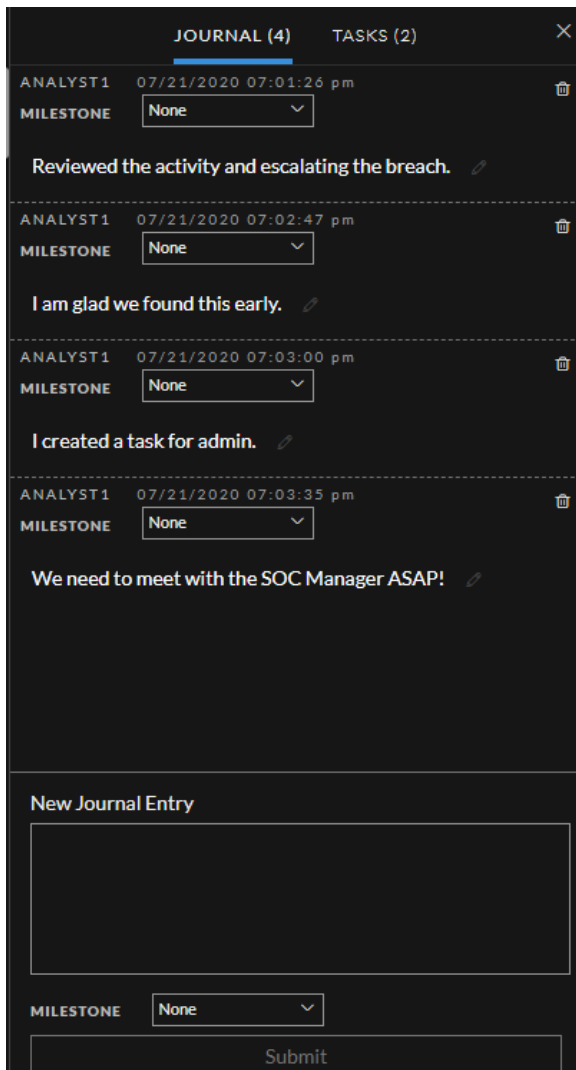 JOURNAL (4) TASKS (2)
ANALYST1 07/21/2020 07:01:26 pm
MILESTONE None
Reviewed the activity and escalating the breach.
ANALYST1 07/21/2020 07:02:47 pm
MILESTONE None
I am glad we found this early.
ANALYST1 07/21/2020 07:03:00 pm
MILESTONE None
I created a task for admin.
ANALYST1 07/21/2020 07:03:35 pm
MILESTONE None
We need to meet with the SOC Manager ASAP!
New Journal Entry
MILESTONE None
Submit